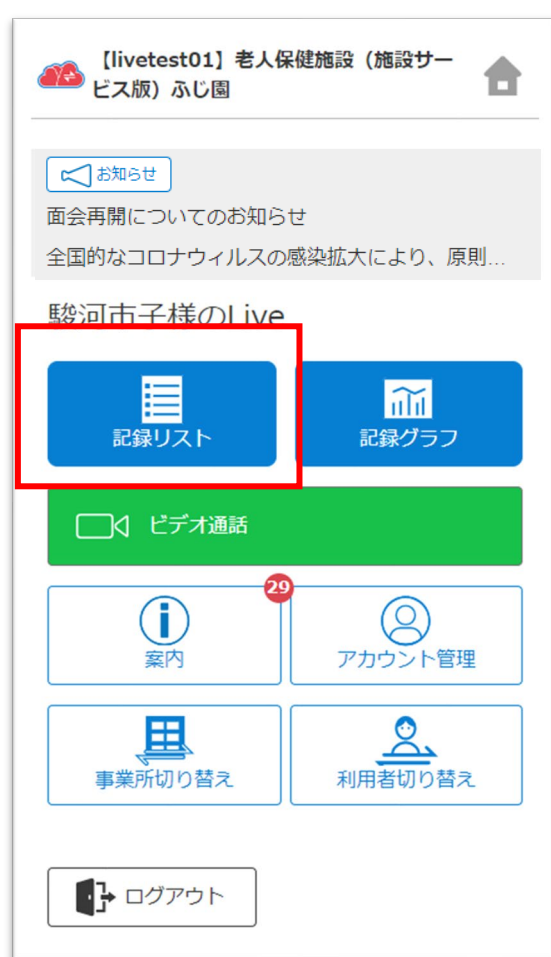 【livetest01】老人保健施設（施設サー
ビス版）ふじ園
お知らせ
面会再開についてのお知らせ
全国的なコロナウィルスの感染拡大により、原則...
駿河市子様のLive
記録リスト
記録グラフ
ビデオ通話
29
案内
アカウント管理
事業所切り替え
利用者切り替え
ログアウト